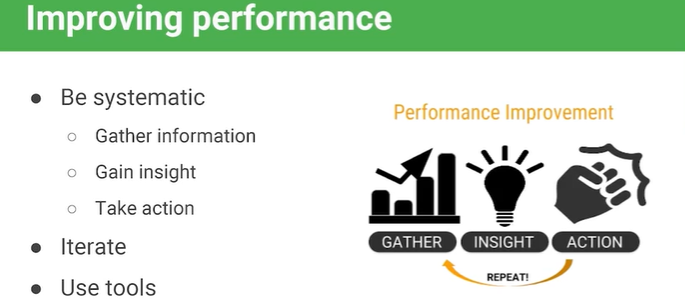 Improving performance
● Be systematic
○ Gather information
○ Gain insight
○ Take action
● Iterate
● Use tools
Performance Improvement
GATHER INSIGHT ACTION
REPEAT!